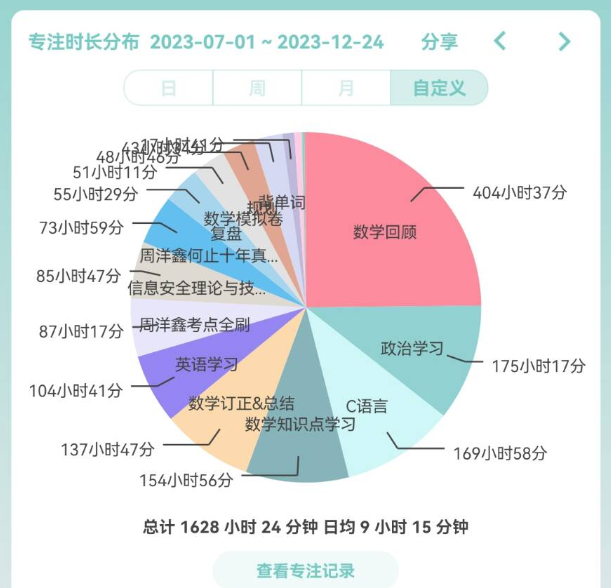 专注时长分布 2023-07-01 ~ 2023-12-24 分享
日 周 月 自定义
17小时41分
43小时34分
48小时46分
51小时11分
55小时29分
73小时59分
85小时47分
87小时17分
104小时41分
137小时47分
154小时56分
404小时37分
175小时17分
169小时58分
背单词
规划
数学模拟卷
复盘
周洋鑫何止十年真...
信息安全理论与技...
周洋鑫考点全刷
英语学习
数学订正&总结
数学知识点学习
C语言
政治学习
数学回顾
总计 1628 小时 24 分钟 日均 9 小时 15 分钟
查看专注记录